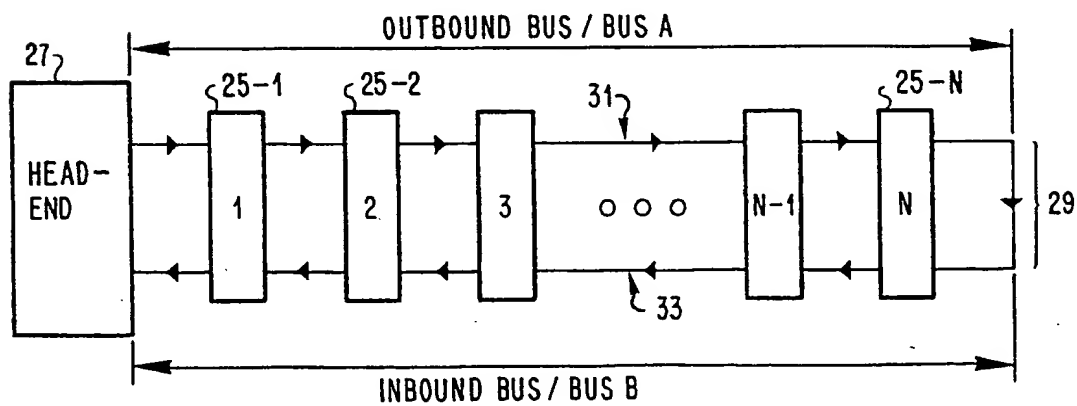 OUTBOUND BUS / BUS A
27
25-1
25-2
31
25-N
HEAD-
END
1
2
3
N-1
N
29
33
INBOUND BUS / BUS B